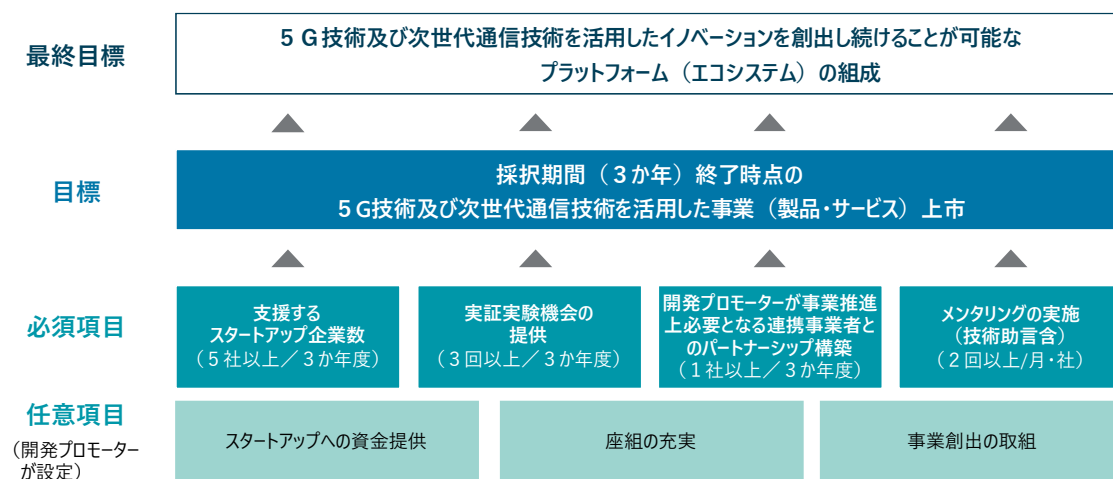 最終目標
5G技術及び次世代通信技術を活用したイノベーションを創出し続けることが可能な
プラットフォーム（エコシステム）の組成
目標
採択期間（3か年）終了時点の
5G技術及び次世代通信技術を活用した事業（製品・サービス）上市
必須項目
支援する
スタートアップ企業数
（5社以上／3か年度）
実証実験機会の
提供
（3回以上／3か年度）
開発プロモーターが事業推進
上必要となる連携事業者と
のパートナーシップ構築
（1社以上／3か年度）
メンタリングの実施
（技術助言含）
（2回以上/月・社）
任意項目
（開発プロモーター
が設定）
スタートアップへの資金提供
座組の充実
事業創出の取組